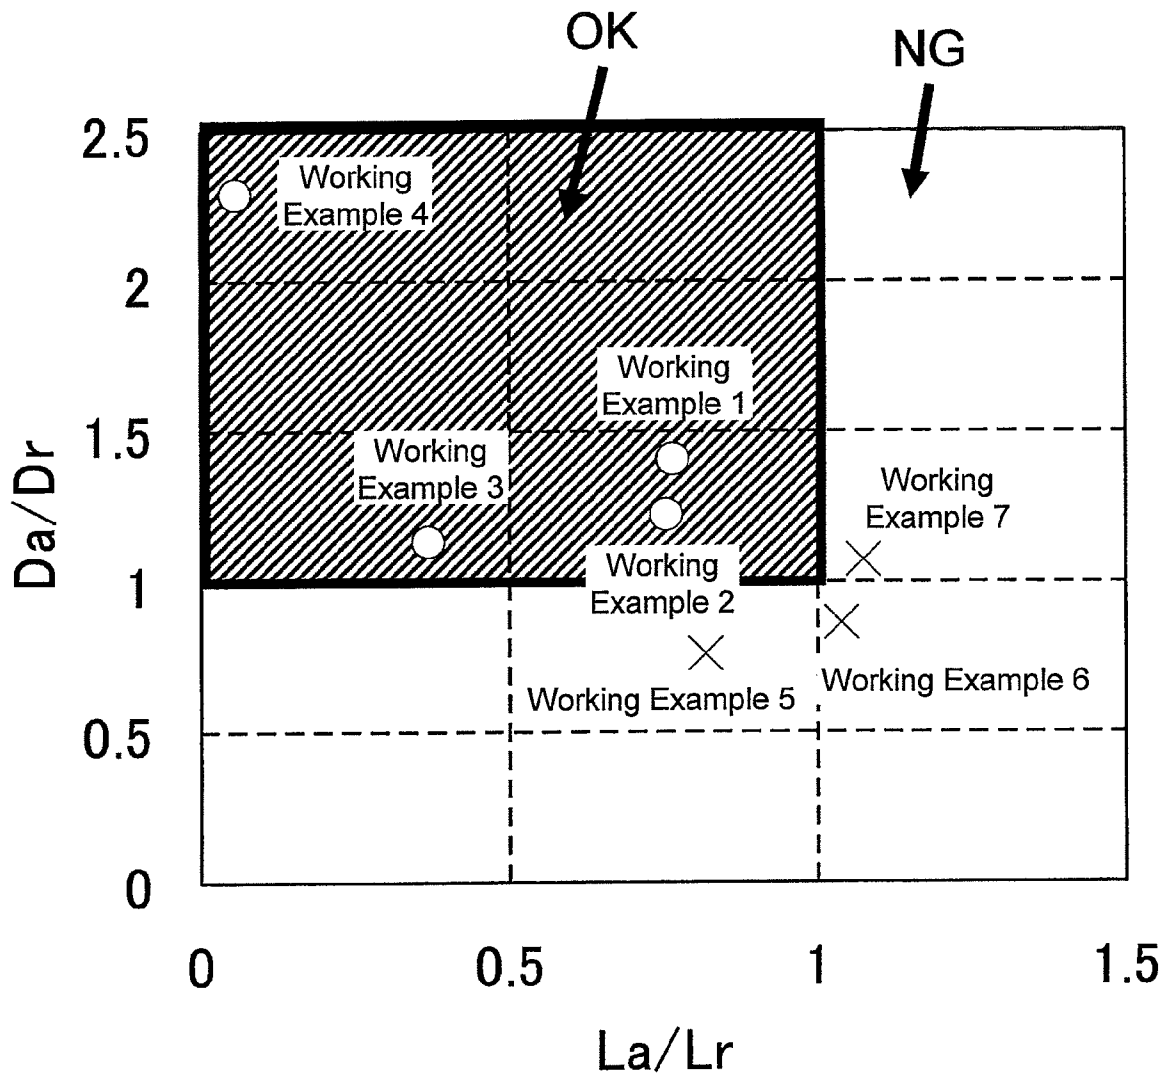 OK
NG
2.5
2
1.5
1
0.5
0
Da/Dr
Working
Example 4
Working
Example 1
Working
Example 3
Working
Example 7
Working
Example 2
Working Example 5
Working Example 6
0
0.5
1
1.5
La/Lr